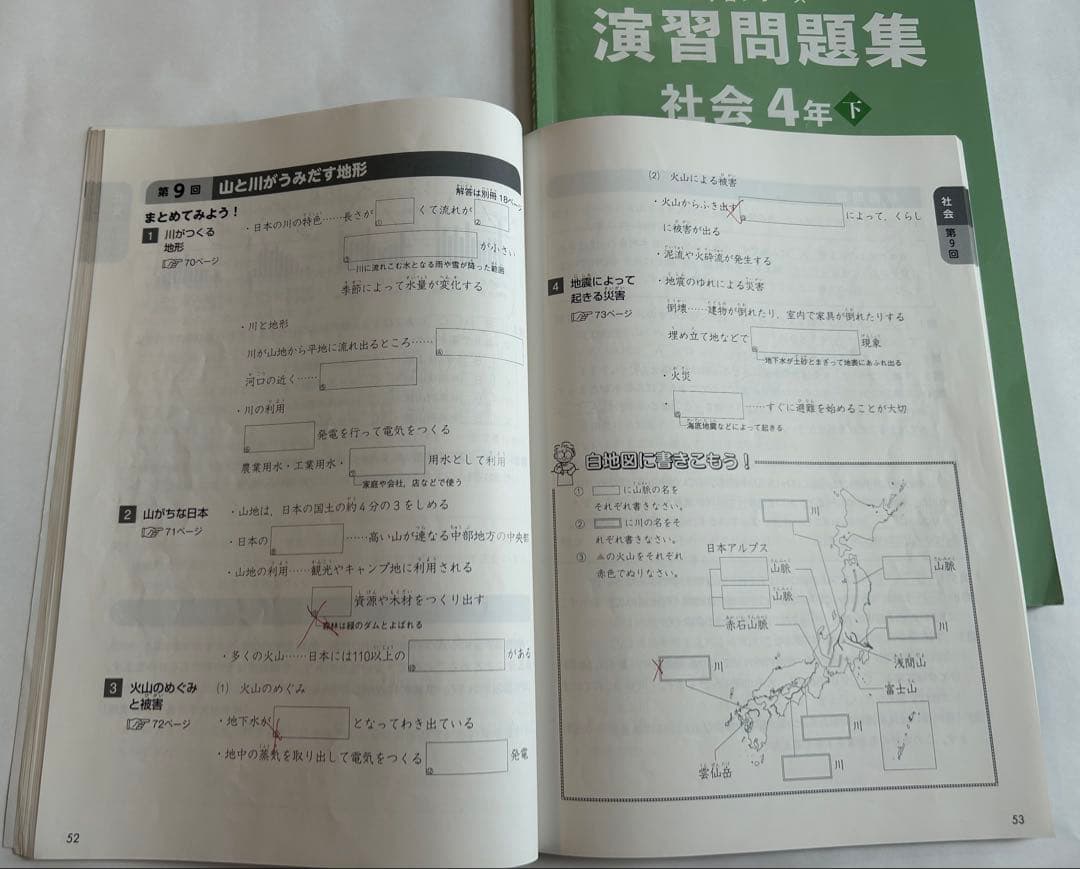 演習問題集
社会4年 下
第9回 山と川がうみだす地形
解答は別冊18ページ
まとめてみよう!
1 川がつくる地形
70ページ
・日本の川の特色……長さが① くて流れが②
③ が小さい
川に流れこむ水となる雨や雪が降った範囲
季節によって水量が変化する
・川と地形
川が山地から平地に流れ出るところ……④
河口の近く……⑤
・川の利用
⑥ 発電を行って電気をつくる
農業用水・工業用水・⑦ 用水として利用
家庭や会社、店などで使う
2 山がちな日本
71ページ
・山地は、日本の国土の約4分の3をしめる
・日本の⑧ ……高い山が連なる中部地方の中央部
・山地の利用……観光やキャンプ地に利用される
⑨ 資源や木材をつくり出す
森林は緑のダムとよばれる
・多くの火山……日本には110以上の⑩ がある
3 火山のめぐみと被害
72ページ
(1) 火山のめぐみ
・地下水が⑪ となってわき出ている
・地中の蒸気を取り出して電気をつくる⑫ 発電
52
(2) 火山による被害
・火山からふき出す⑬ によって、くらし
に被害が出る
・泥流や火砕流が発生する
4 地震によって起きる災害
73ページ
・地震のゆれによる災害
倒壊……建物が倒れたり、室内で家具が倒れたりする
埋め立て地などで⑭ 現象
地下水が土砂とまざって地表にあふれ出る
・火災
・⑮ ……すぐに避難を始めることが大切
海底地震などによって起きる
社会 第9回
白地図に書きこもう!
① に山脈の名を
それぞれ書きなさい。
② に川の名をそ
れぞれ書きなさい。
③ の火山をそれぞれ
赤色でぬりなさい。
川
日本アルプス
山脈
山脈
赤石山脈
山脈
川
浅間山
富士山
川
川
川
雲仙岳
53